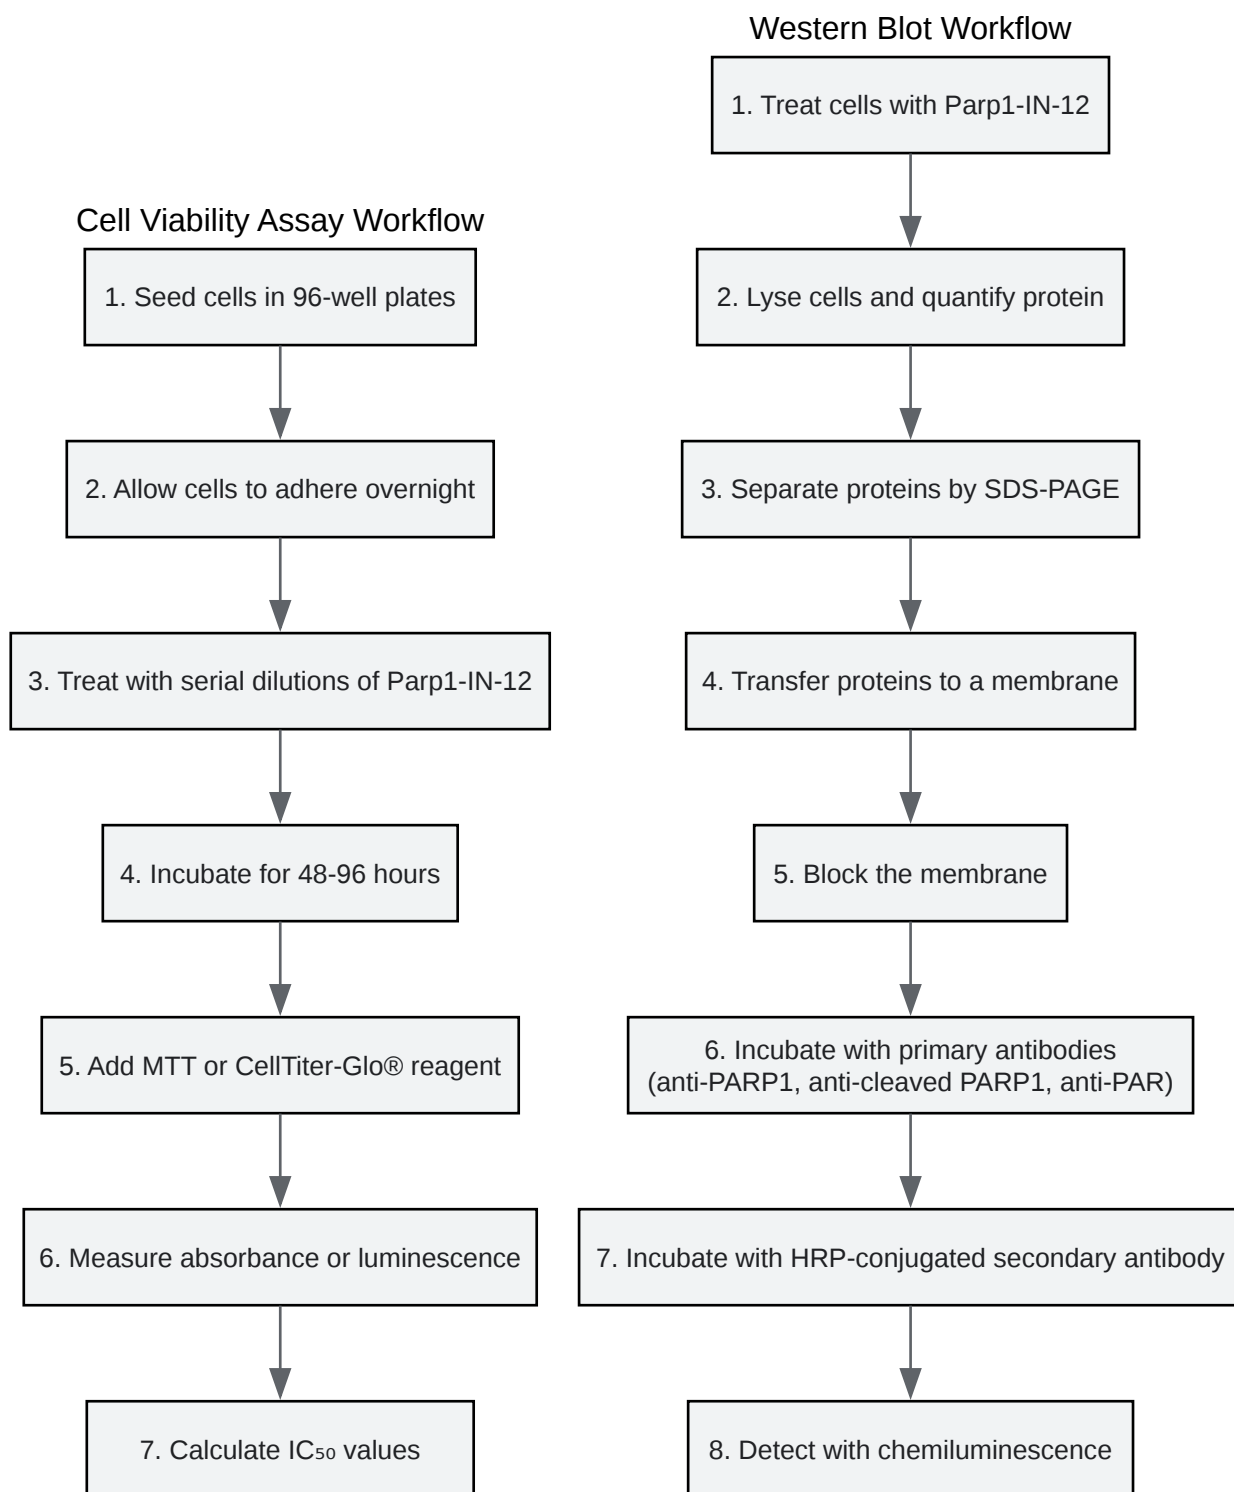 Cell Viability Assay Workflow
1. Seed cells in 96-well plates
2. Allow cells to adhere overnight
3. Treat with serial dilutions of Parp1-IN-12
4. Incubate for 48-96 hours
5. Add MTT or CellTiter-Glo® reagent
6. Measure absorbance or luminescence
7. Calculate IC₅₀ values
Western Blot Workflow
1. Treat cells with Parp1-IN-12
2. Lyse cells and quantify protein
3. Separate proteins by SDS-PAGE
4. Transfer proteins to a membrane
5. Block the membrane
6. Incubate with primary antibodies
(anti-PARP1, anti-cleaved PARP1, anti-PAR)
7. Incubate with HRP-conjugated secondary antibody
8. Detect with chemiluminescence